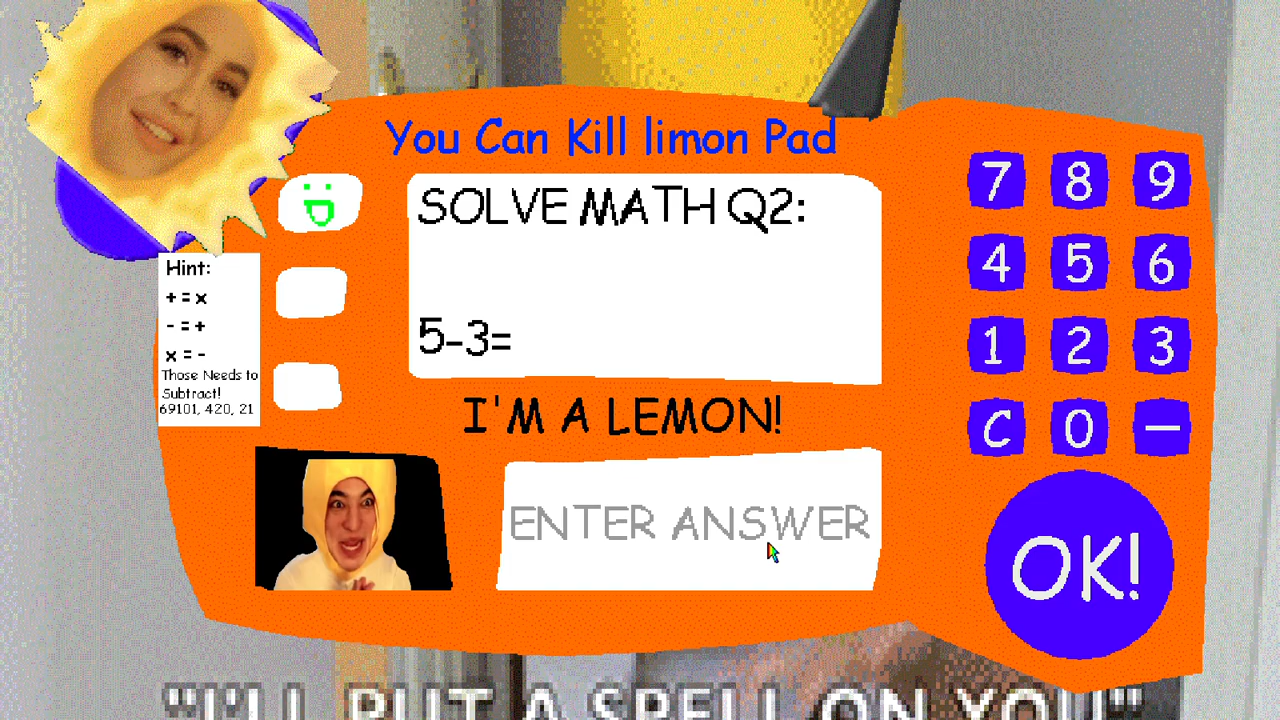 You Can Kill limon Pad
SOLVE MATH Q2:
5-3=
Hint:
+ = x
- = +
x = -
Those Needs to
Subtract!
69101, 420, 21
I'M A LEMON!
ENTER ANSWER
7 8 9
4 5 6
1 2 3
C 0 —
OK!
"I'LL PUT A SPELL ON YOU"